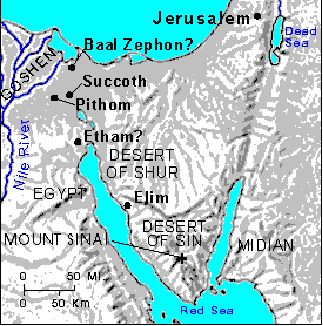 Jerusalem
Dead
Sea
Baal Zephon?
GOSHEN
Succoth
Pithom
Nile River
Etham?
DESERT
OF SHUR
EGYPT
Elim
DESERT
OF SIN
MOUNT SINAI
MIDIAN
0 50 MI.
0 50 Km.
Red Sea